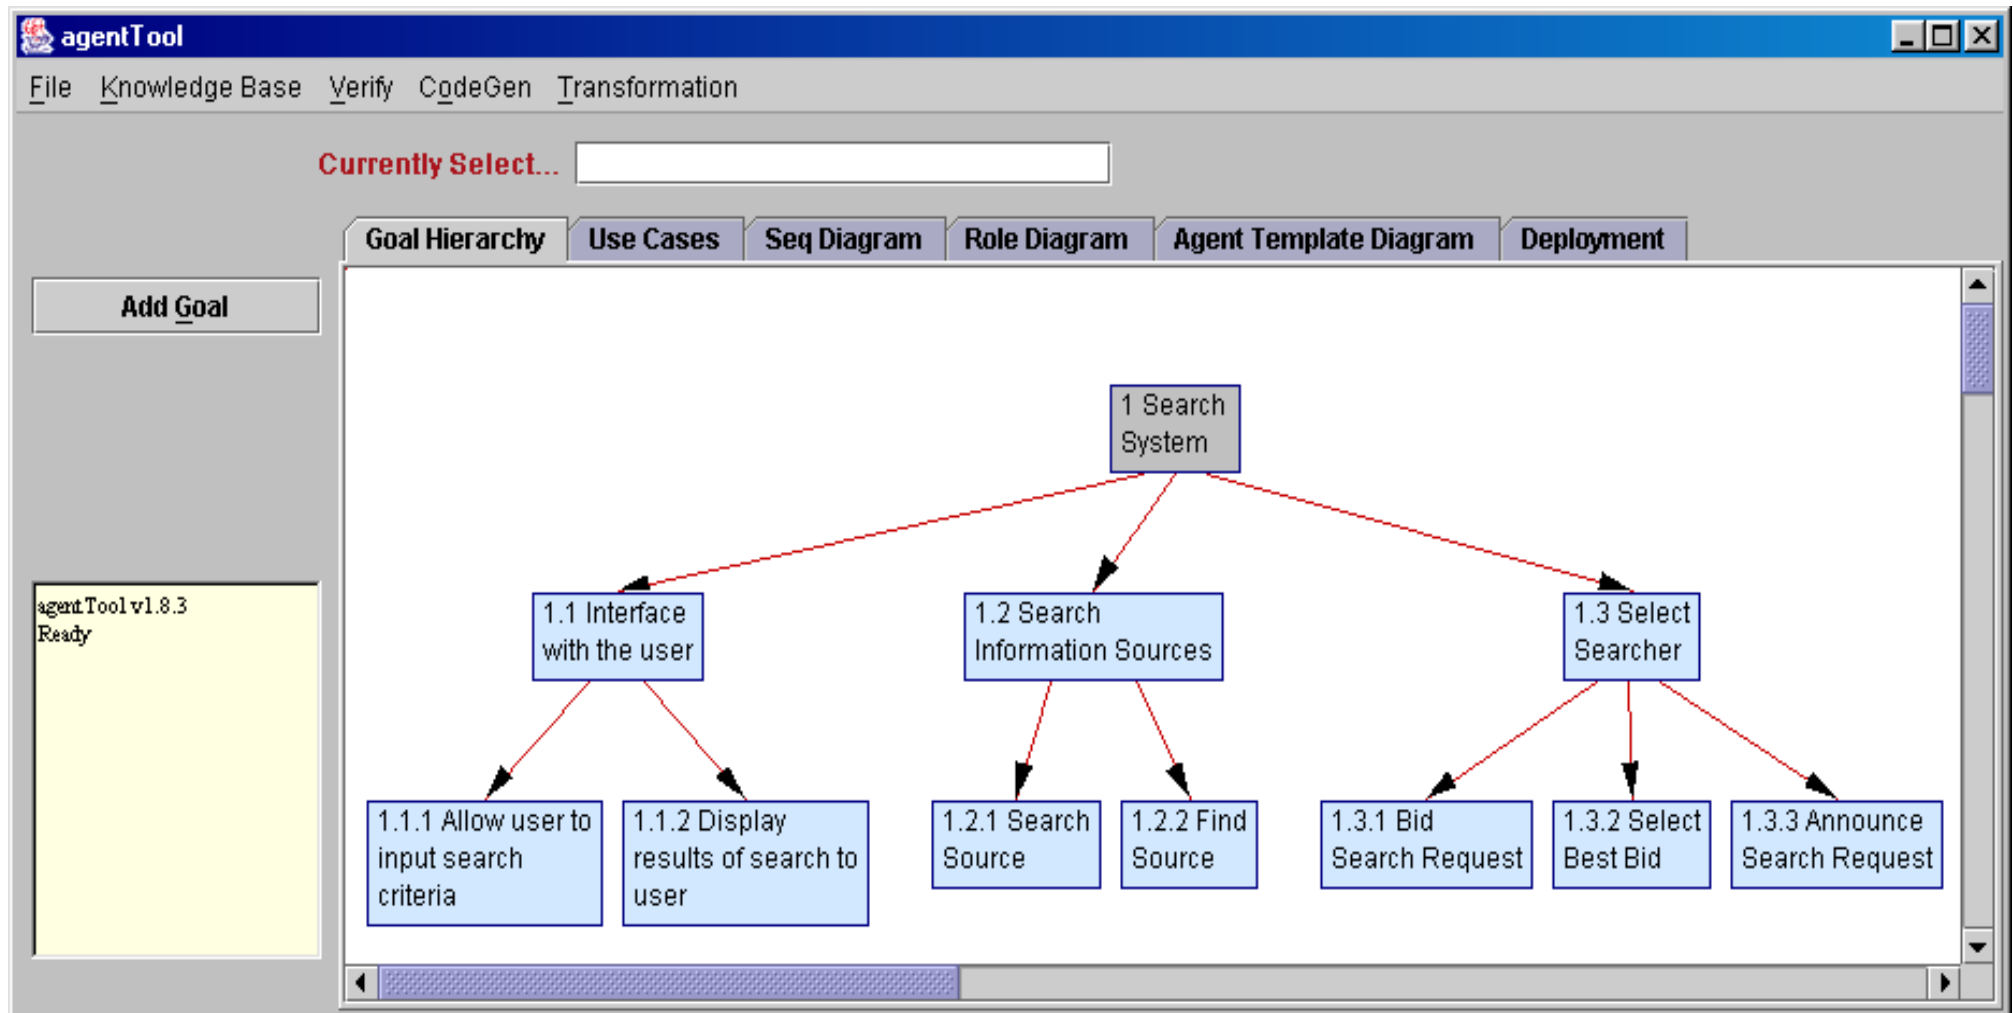 agentTool
File Knowledge Base Verify CodeGen Transformation
Currently Select...
Goal Hierarchy Use Cases Seq Diagram Role Diagram Agent Template Diagram Deployment
Add Goal
agentTool v1.8.3
Ready
1 Search
System
1.1 Interface
with the user
1.2 Search
Information Sources
1.3 Select
Searcher
1.1.1 Allow user to
input search
criteria
1.1.2 Display
results of search to
user
1.2.1 Search
Source
1.2.2 Find
Source
1.3.1 Bid
Search Request
1.3.2 Select
Best Bid
1.3.3 Announce
Search Request